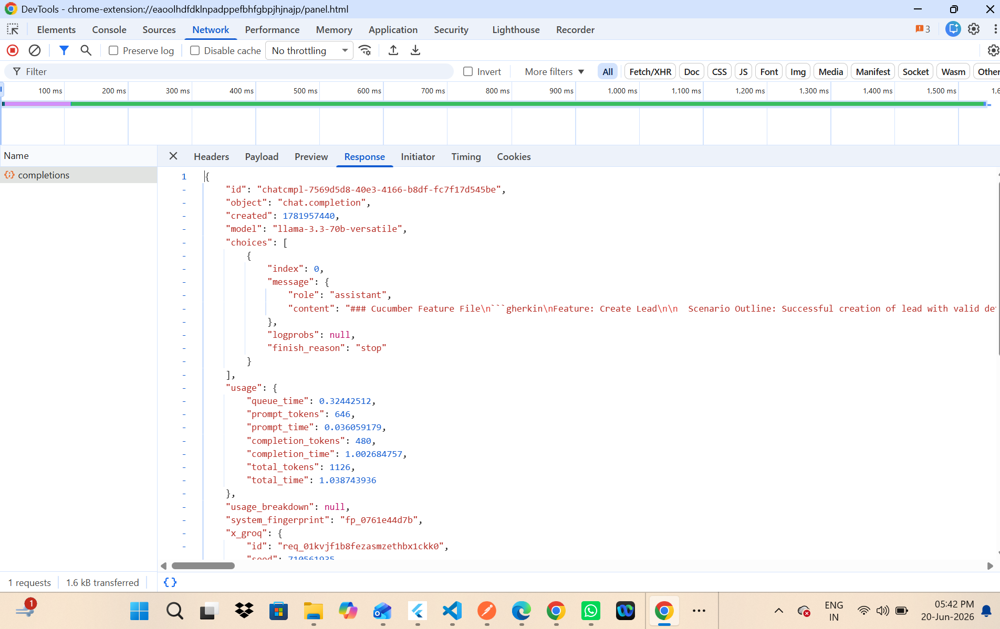 DevTools - chrome-extension://eaoolhdfdklnpadppefbhfgbpjhjnajp/panel.html
Elements Console Sources Network Performance Memory Application Security Lighthouse Recorder 3
Preserve log Disable cache No throttling
Filter Invert More filters All Fetch/XHR Doc CSS JS Font Img Media Manifest Socket Wasm Other
100 ms 200 ms 300 ms 400 ms 500 ms 600 ms 700 ms 800 ms 900 ms 1,000 ms 1,100 ms 1,200 ms 1,300 ms 1,400 ms 1,500 ms 1,6
Name
Headers Payload Preview Response Initiator Timing Cookies
completions
1 {
- "id": "chatcmpl-7569d5d8-40e3-4166-b8df-fc7f17d545be",
- "object": "chat.completion",
- "created": 1781957440,
- "model": "llama-3.3-70b-versatile",
- "choices": [
- {
- "index": 0,
- "message": {
- "role": "assistant",
- "content": "### Cucumber Feature File\n```gherkin\nFeature: Create Lead\n\n  Scenario Outline: Successful creation of lead with valid de
- },
- "logprobs": null,
- "finish_reason": "stop"
- }
- ],
- "usage": {
- "queue_time": 0.32442512,
- "prompt_tokens": 646,
- "prompt_time": 0.036059179,
- "completion_tokens": 480,
- "completion_time": 1.002684757,
- "total_tokens": 1126,
- "total_time": 1.038743936
- },
- "usage_breakdown": null,
- "system_fingerprint": "fp_0761e44d7b",
- "x_groq": {
- "id": "req_01kvjf1b8fezasmzethbx1ckk0",
"seed": 710561935
1 requests 1.6 kB transferred { }
1
ENG
IN
05:42 PM
20-Jun-2026